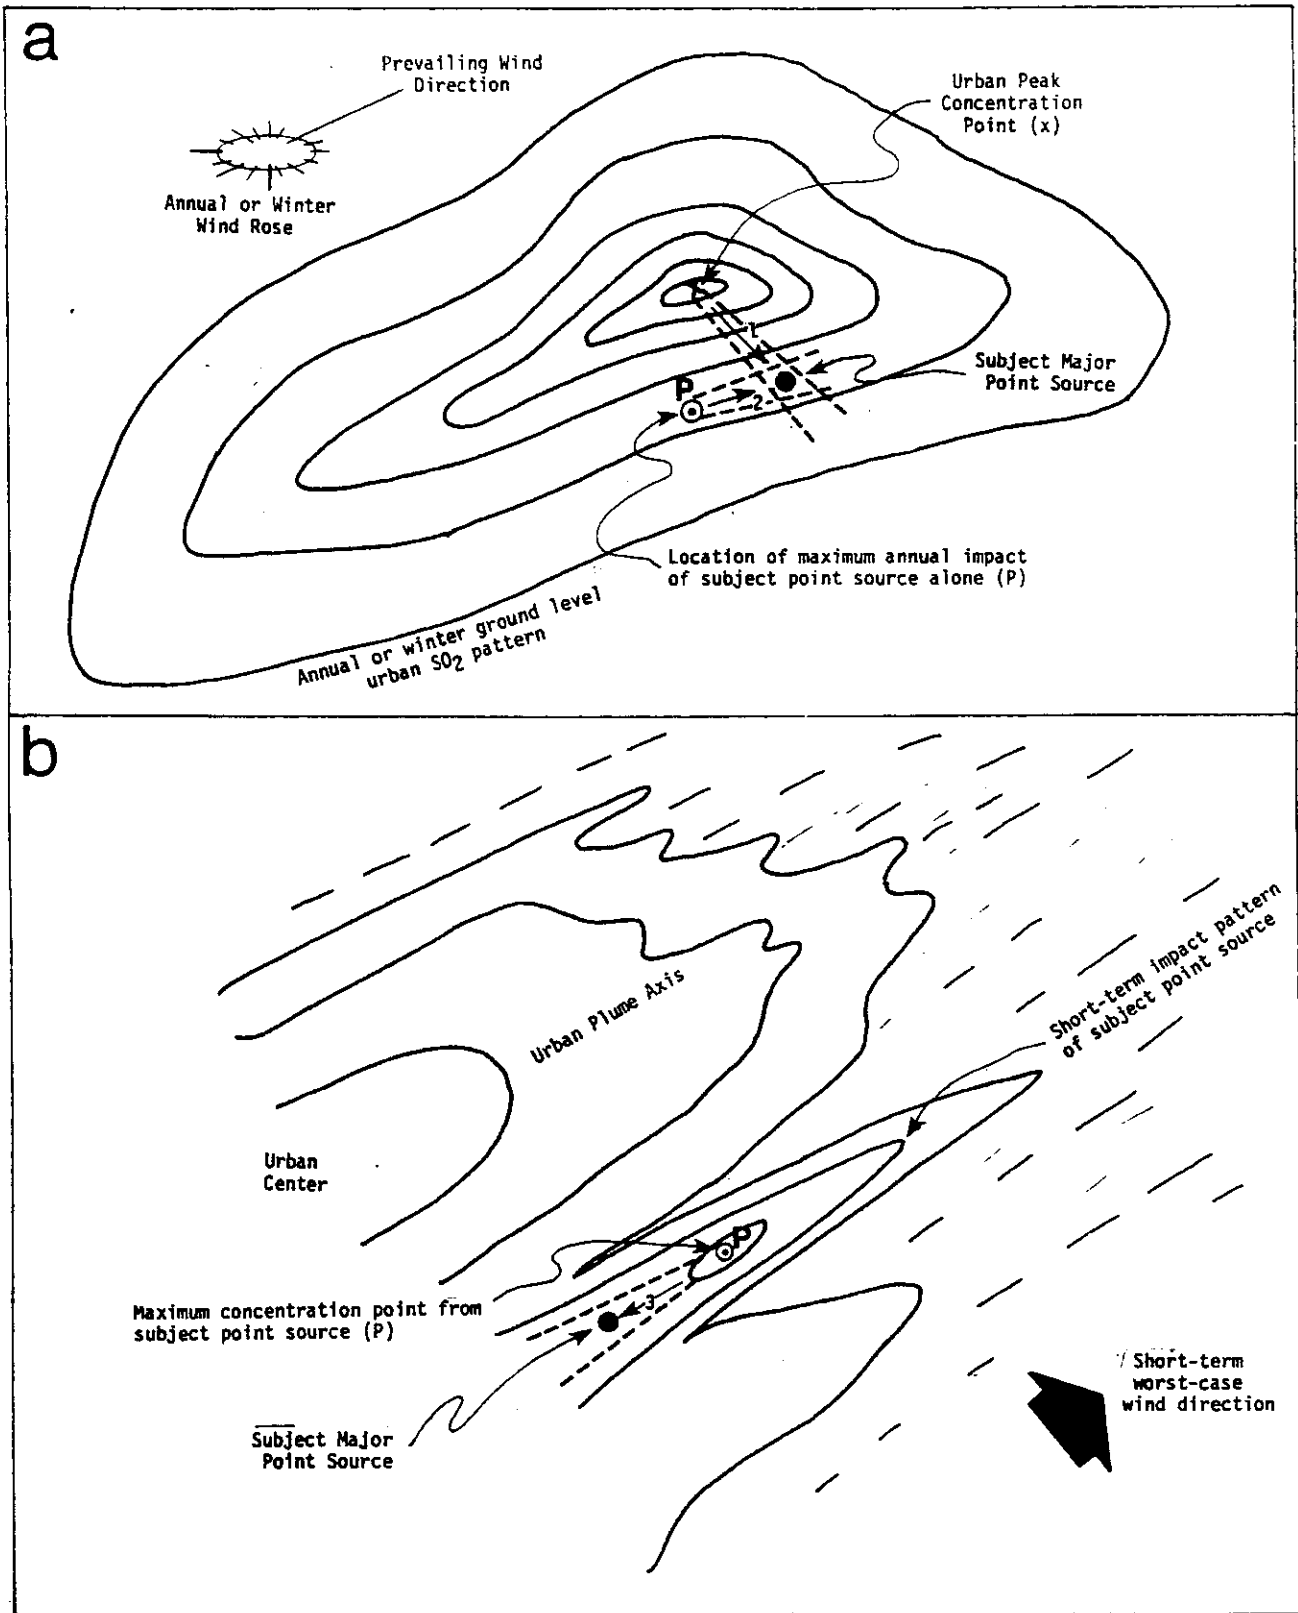 a
Prevailing Wind
Direction
Urban Peak
Concentration
Point (x)
Annual or Winter
Wind Rose
x
1
Subject Major
Point Source
P
2
Location of maximum annual impact
of subject point source alone (P)
Annual or winter ground level
urban SO2 pattern
b
Short-term impact pattern
of subject point source
Urban Plume Axis
Urban
Center
P
3
Maximum concentration point from
subject point source (P)
Short-term
worst-case
wind direction
Subject Major
Point Source